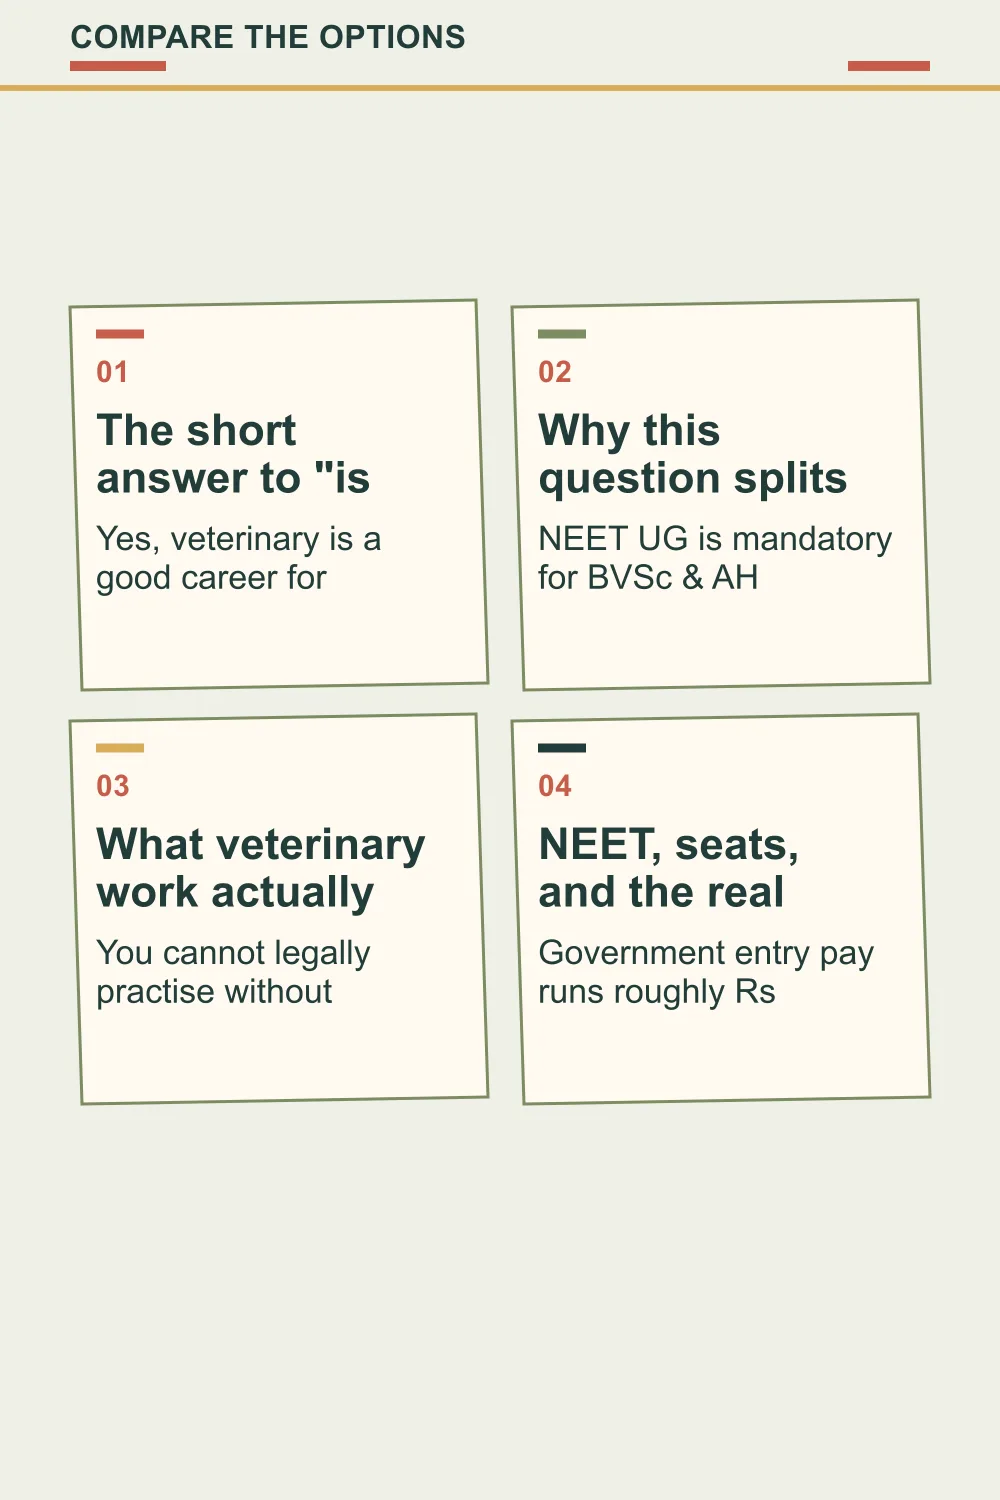 COMPARE THE OPTIONS
01
The short
answer to "is
Yes, veterinary is a
good career for
02
Why this
question splits
NEET UG is mandatory
for BVSc & AH
03
What veterinary
work actually
You cannot legally
practise without
04
NEET, seats,
and the real
Government entry pay
runs roughly Rs